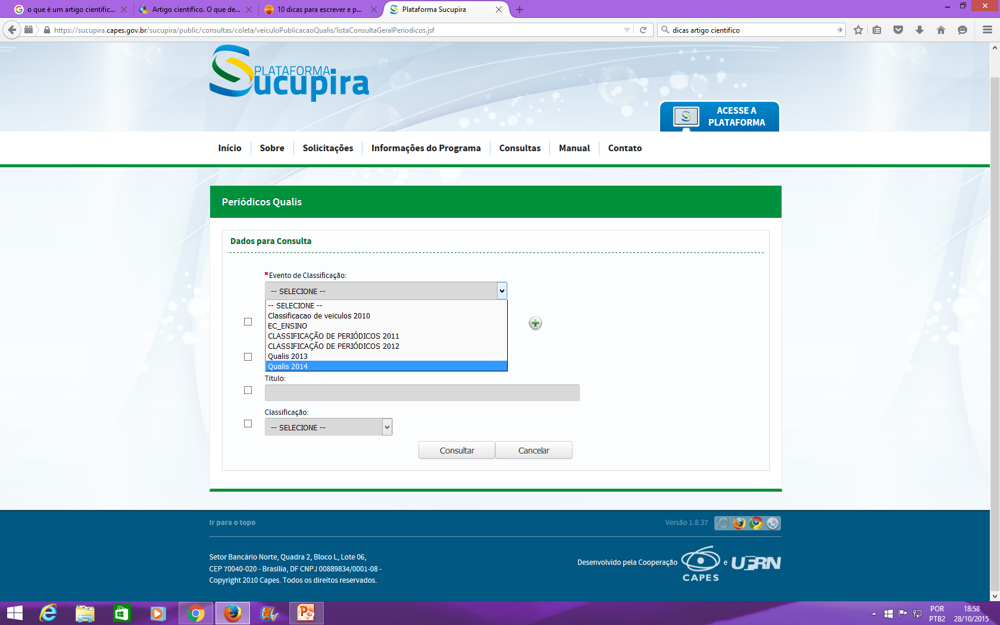 o que é um artigo cientific...
Artigo científico. O que de...
10 dicas para escrever e p...
Plataforma Sucupira
https://sucupira.capes.gov.br/sucupira/public/consultas/coleta/veiculoPublicacaoQualis/listaConsultaGeralPeriodicos.jsf
dicas artigo cientifico
PLATAFORMA
Sucupira
ACESSE A
PLATAFORMA
Início
Sobre
Solicitações
Informações do Programa
Consultas
Manual
Contato
Periódicos Qualis
Dados para Consulta
*Evento de Classificação:
-- SELECIONE --
-- SELECIONE --
Classificacao de veiculos 2010
EC_ENSINO
CLASSIFICAÇÃO DE PERIÓDICOS 2011
CLASSIFICAÇÃO DE PERIÓDICOS 2012
Qualis 2013
Qualis 2014
Título:
Classificação:
-- SELECIONE --
Consultar
Cancelar
Ir para o topo
Versão 1.8.37
Setor Bancário Norte, Quadra 2, Bloco L, Lote 06,
CEP 70040-020 - Brasília, DF CNPJ 00889834/0001-08 -
Copyright 2010 Capes. Todos os direitos reservados.
Desenvolvido pela Cooperação
CAPES
e
UFRN
POR
PTB2
18:58
28/10/2015